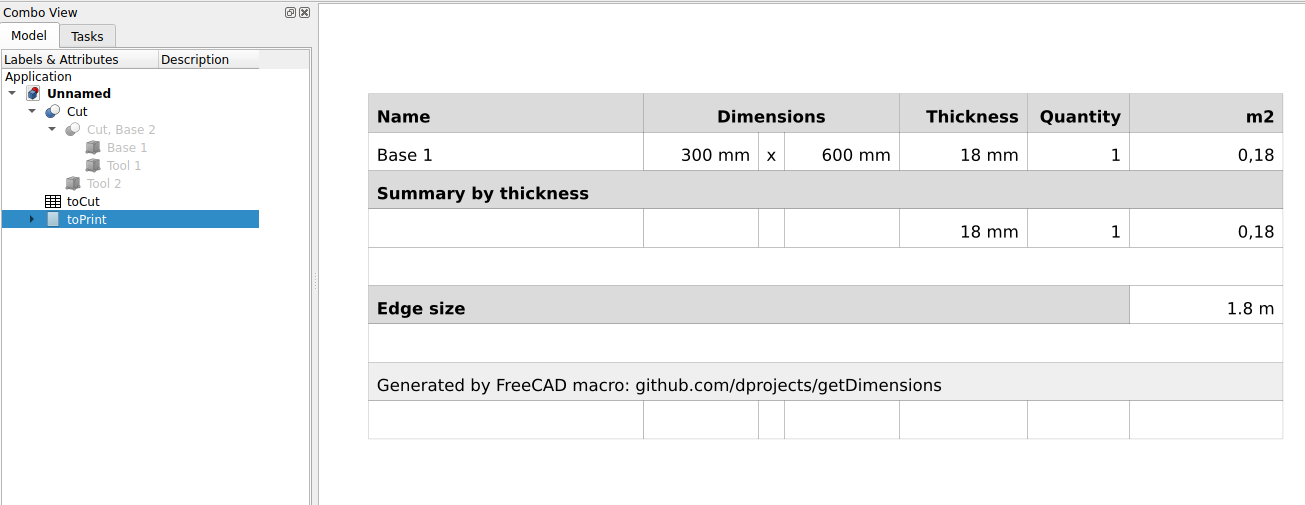 Combo View
Model Tasks
Labels & Attributes Description
Application
Unnamed
Cut
Cut, Base 2
Base 1
Tool 1
Tool 2
toCut
toPrint
Name Dimensions Thickness Quantity m2
Base 1 300 mm x 600 mm 18 mm 1 0,18
Summary by thickness
18 mm 1 0,18
Edge size 1.8 m
Generated by FreeCAD macro: github.com/dprojects/getDimensions